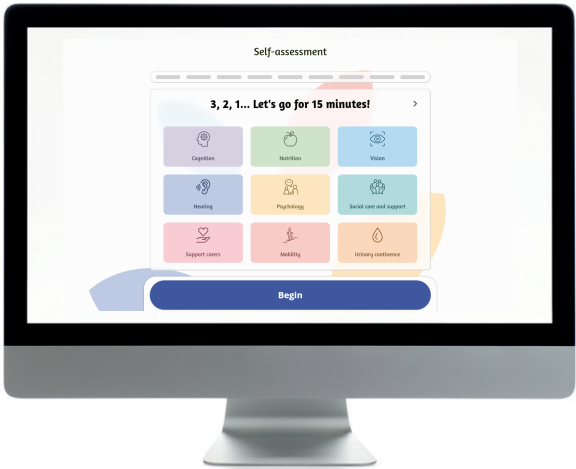 Self-assessment
3, 2, 1... Let's go for 15 minutes!
Cognition
Nutrition
Vision
Hearing
Psychology
Social care and support
Support carers
Mobility
Urinary continence
Begin